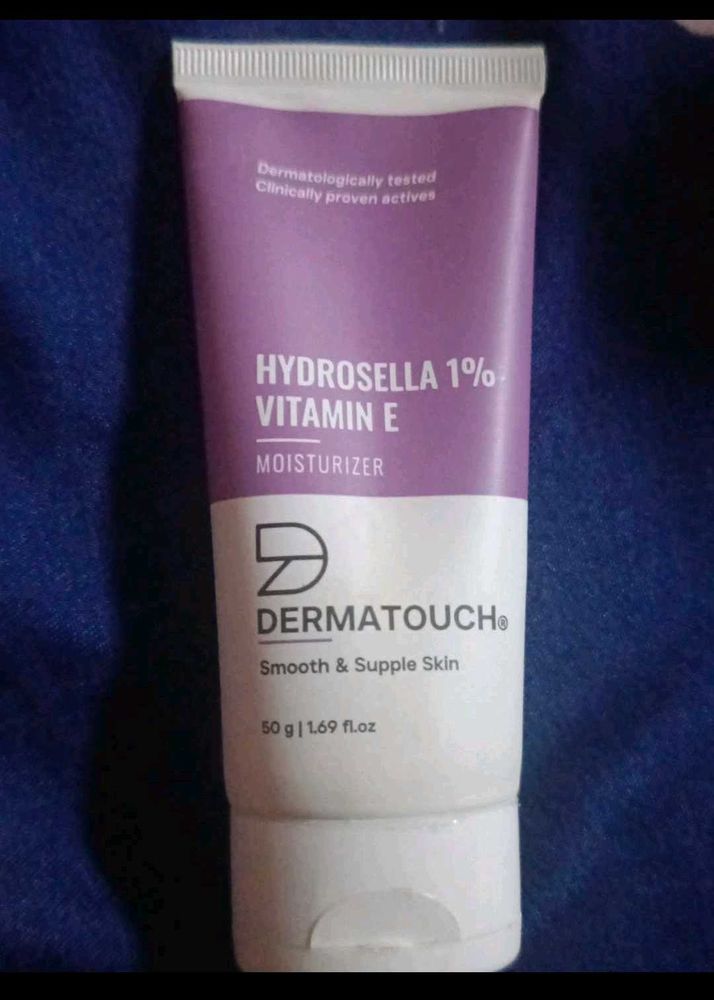 Dermatologically tested
Clinically proven actives
HYDROSELLA 1%
VITAMIN E
MOISTURIZER
DERMATOUCH®
Smooth & Supple Skin
50 g | 1.69 fl.oz